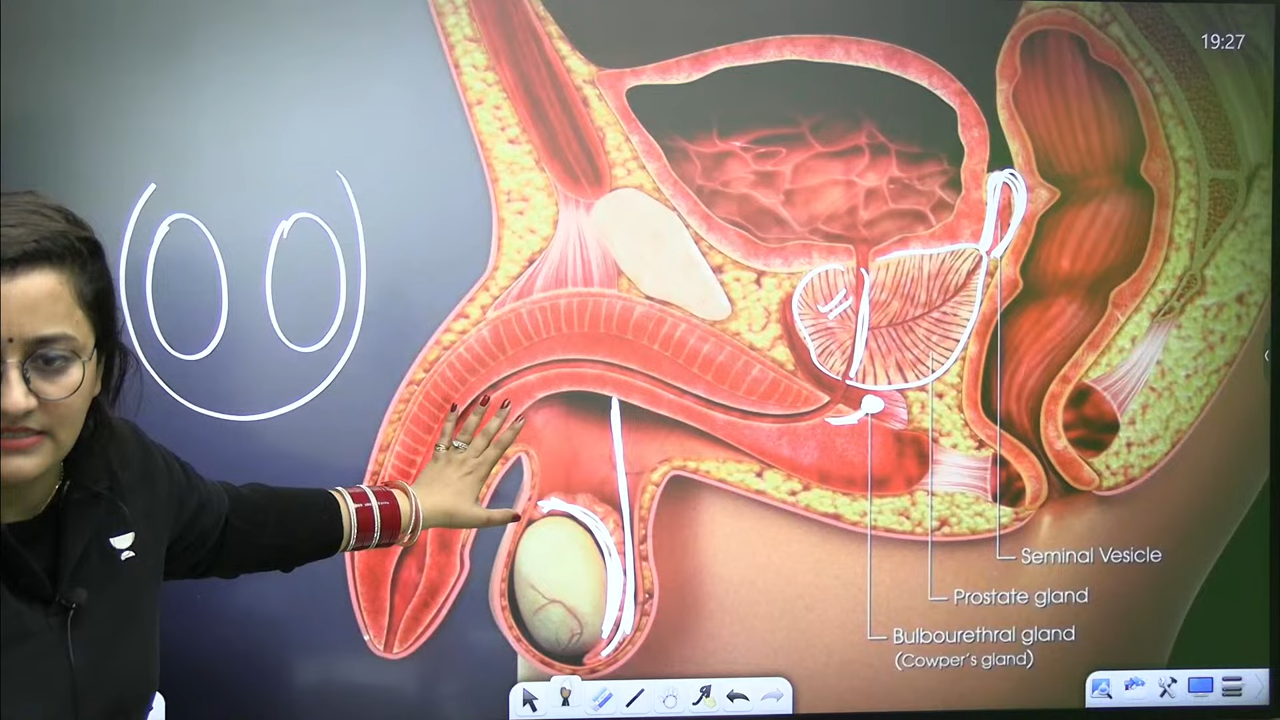 19:27
Seminal Vesicle
Prostate gland
Bulbourethral gland
(Cowper's gland)